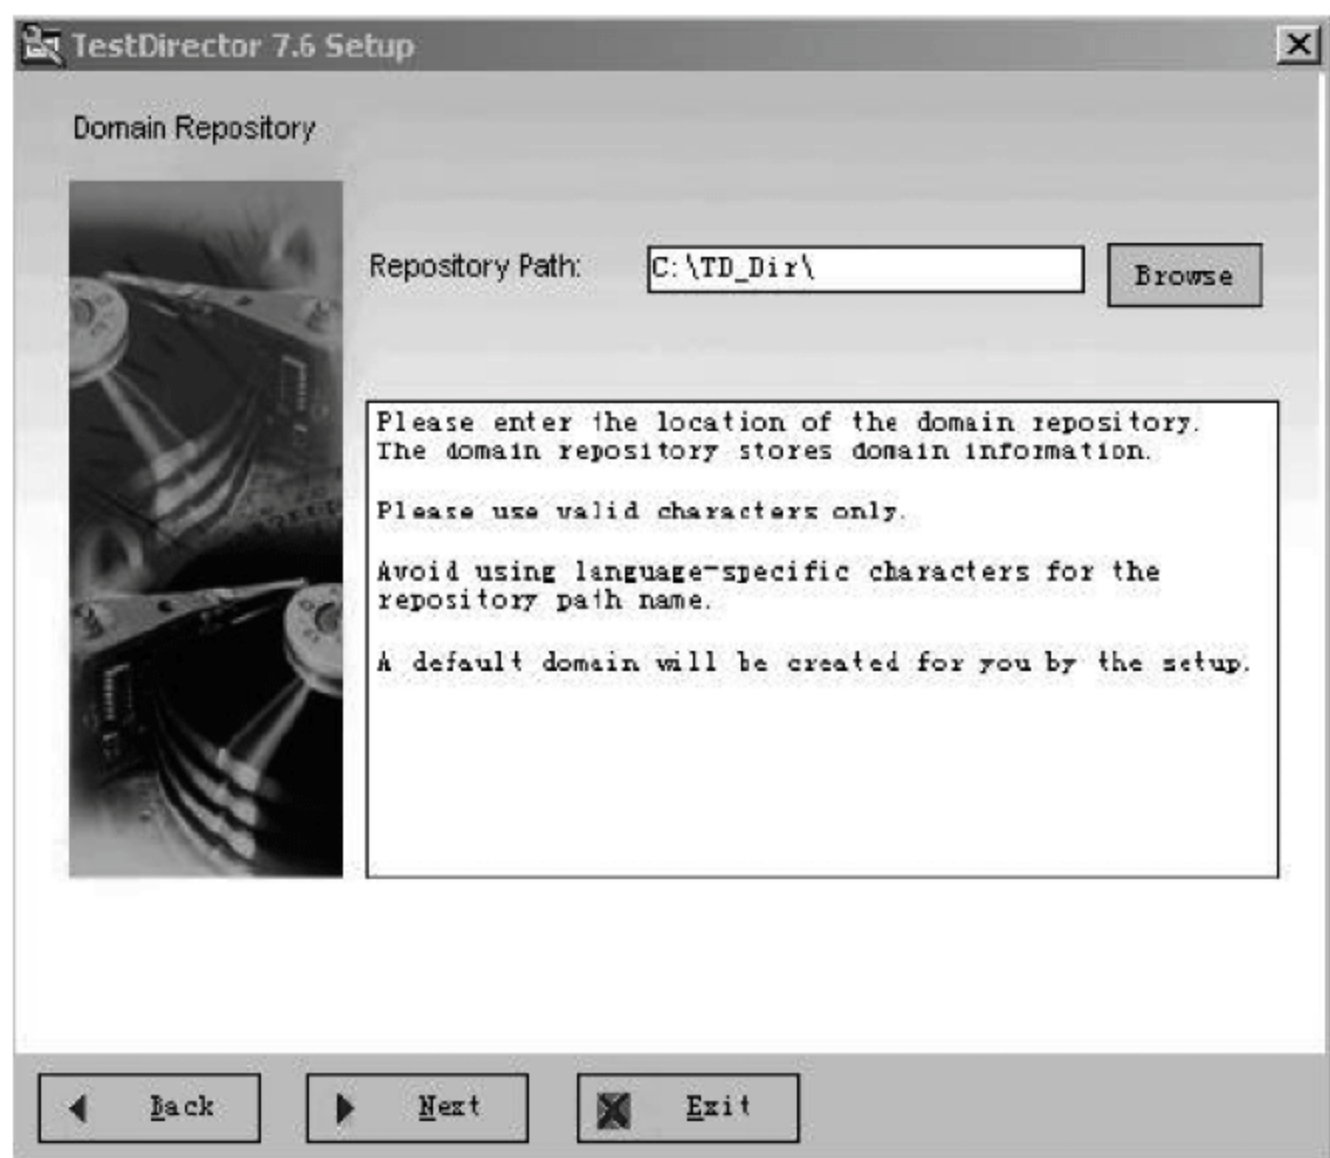 TestDirector 7.6 Setup
Domain Repository
Repository Path:
C:\TD_Dir\
Browse
Please enter the location of the domain repository.
The domain repository stores domain information.
Please use valid characters only.
Avoid using language-specific characters for the
repository path name.
A default domain will be created for you by the setup.
Back
Next
Exit